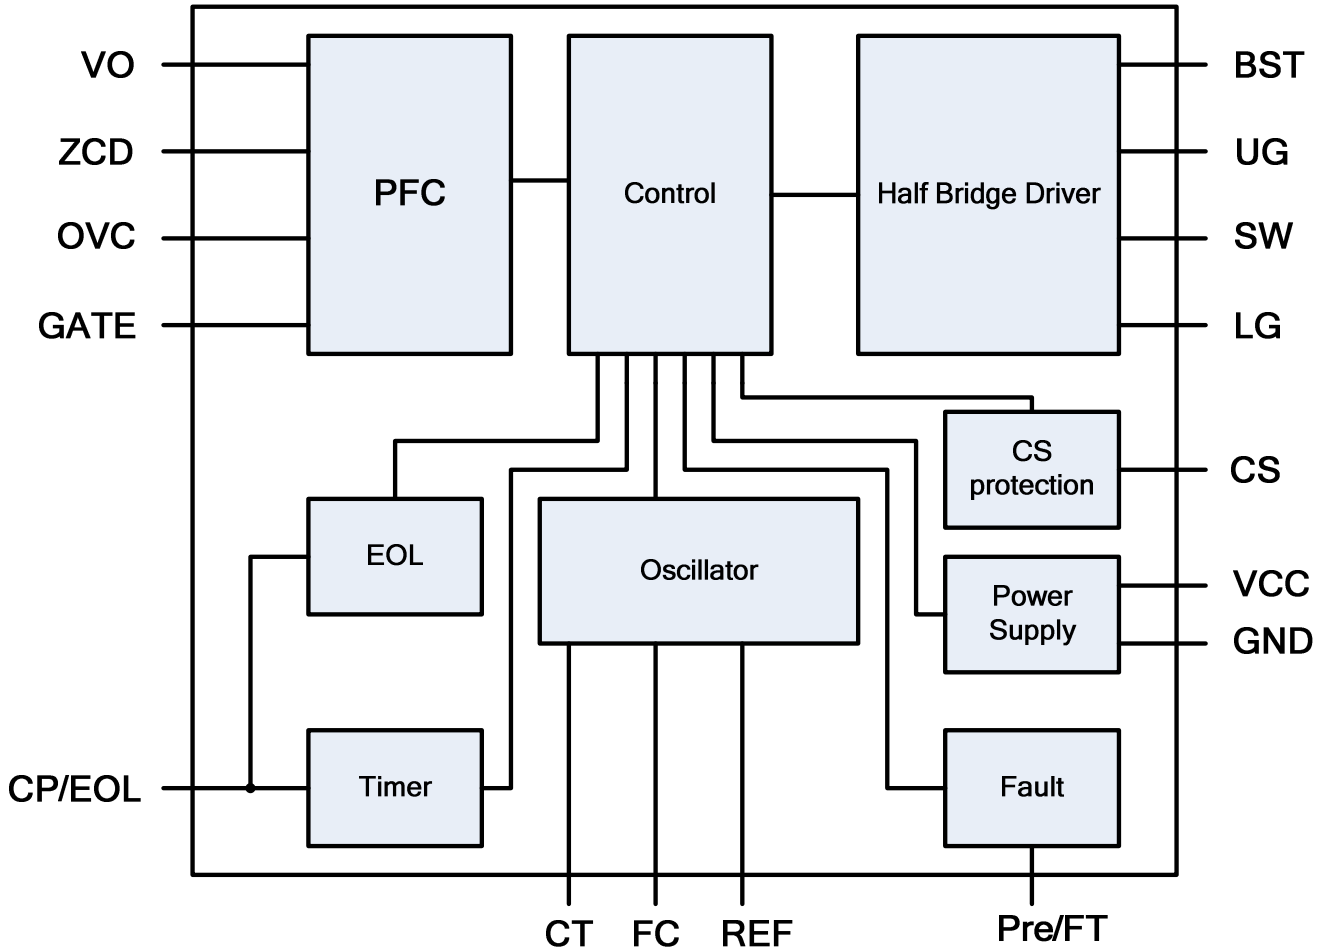 VO
BST
ZCD
UG
PFC
Control
Half Bridge Driver
OVC
SW
GATE
LG
CS
protection
CS
EOL
Oscillator
VCC
Power
Supply
GND
CP/EOL
Timer
Fault
CT
FC
REF
Pre/FT